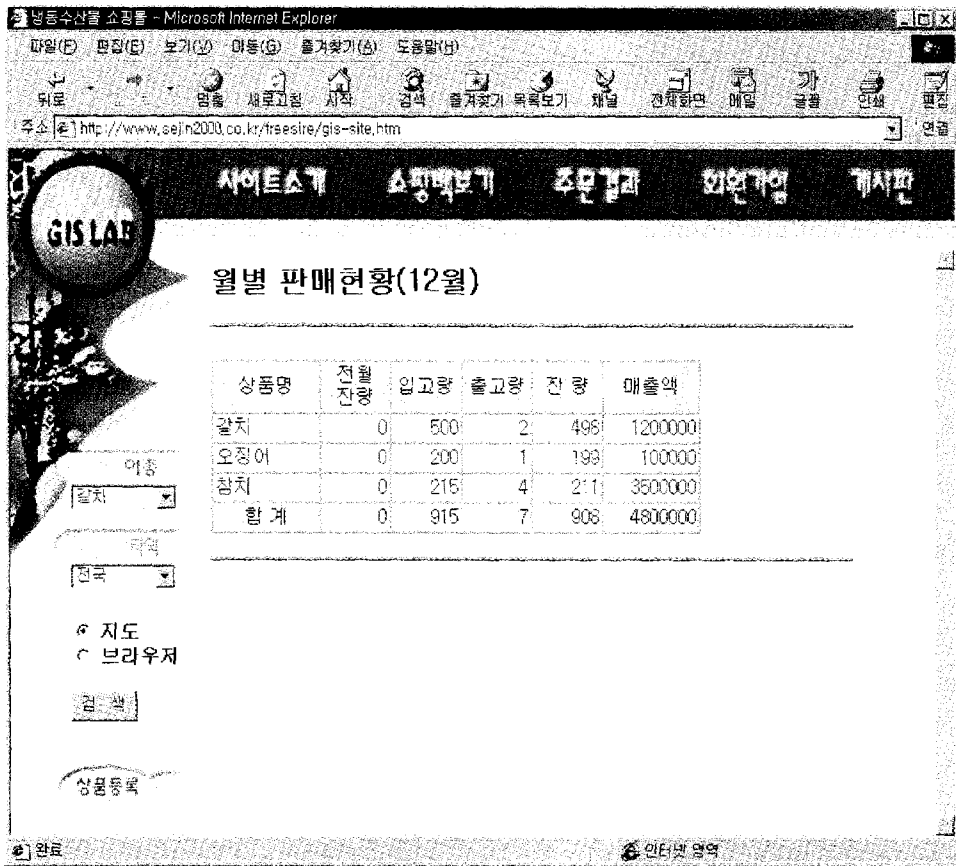 냉동수산물 쇼핑몰 - Microsoft Internet Explorer
파일(F) 편집(E) 보기(V) 이동(G) 즐겨찾기(A) 도움말(H)
뒤로 멈춤 새로고침 시작 검색 즐겨찾기 목록보기 채널 전체화면 메일 글꼴 인쇄 편집
주소 http://www.sejin2000.co.kr/treesire/gis-site.htm 연결
사이트소개 쇼핑백보기 주문결과 회원가입 게시판
GIS LAB
월별 판매현황(12월)
상품명 전월 잔량 입고량 출고량 잔 량 매출액
갈치 0 500 2 498 1200000
오징어 0 200 1 199 100000
참치 0 215 4 211 3500000
합 계 0 915 7 908 4800000
어종
갈치
지역
전국
지도
브라우저
검 색
상품등록
완료 인터넷 영역